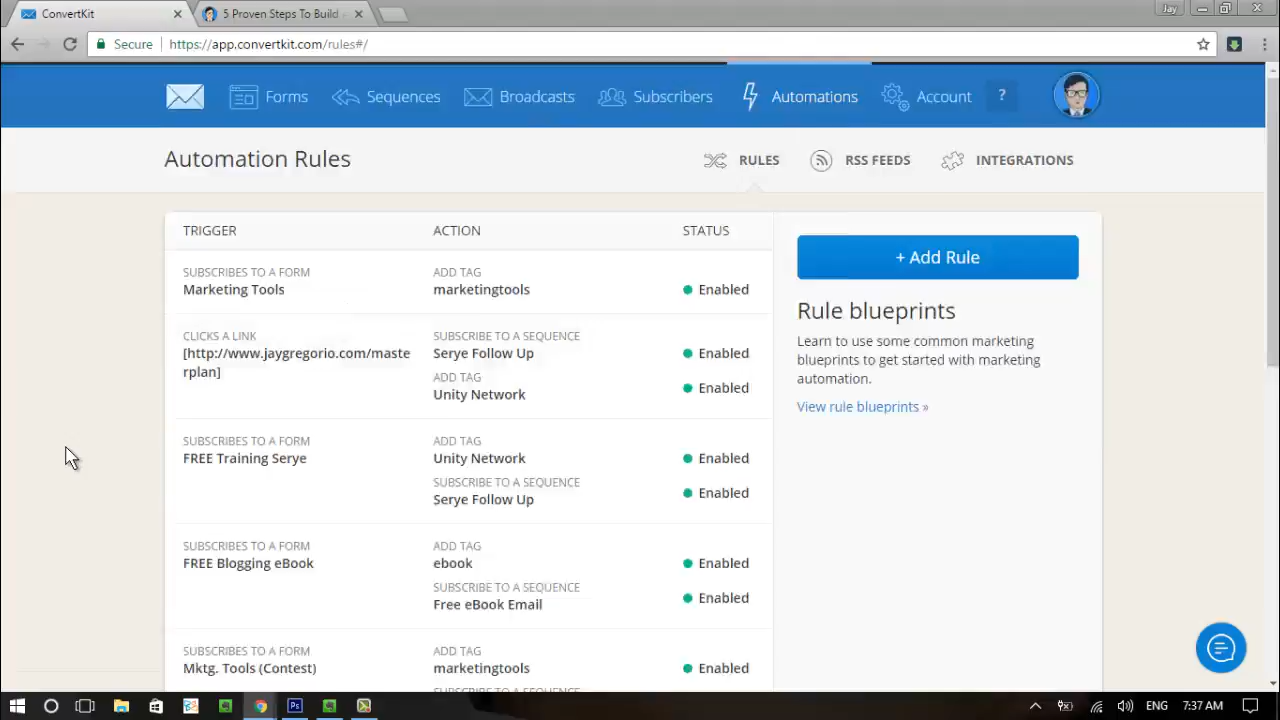 ConvertKit
5 Proven Steps To Build
Jay
Secure
https://app.convertkit.com/rules#/
Forms
Sequences
Broadcasts
Subscribers
Automations
Account
?
Automation Rules
RULES
RSS FEEDS
INTEGRATIONS
TRIGGER
ACTION
STATUS
SUBSCRIBES TO A FORM
Marketing Tools
ADD TAG
marketingtools
Enabled
CLICKS A LINK
[http://www.jaygregorio.com/maste
rplan]
SUBSCRIBE TO A SEQUENCE
Serye Follow Up
Enabled
ADD TAG
Unity Network
Enabled
SUBSCRIBES TO A FORM
FREE Training Serye
ADD TAG
Unity Network
Enabled
SUBSCRIBE TO A SEQUENCE
Serye Follow Up
Enabled
SUBSCRIBES TO A FORM
FREE Blogging eBook
ADD TAG
ebook
Enabled
SUBSCRIBE TO A SEQUENCE
Free eBook Email
Enabled
SUBSCRIBES TO A FORM
Mktg. Tools (Contest)
ADD TAG
marketingtools
Enabled
SUBSCRIBE TO A SEQUENCE
+ Add Rule
Rule blueprints
Learn to use some common marketing
blueprints to get started with marketing
automation.
View rule blueprints »
ENG
7:37 AM